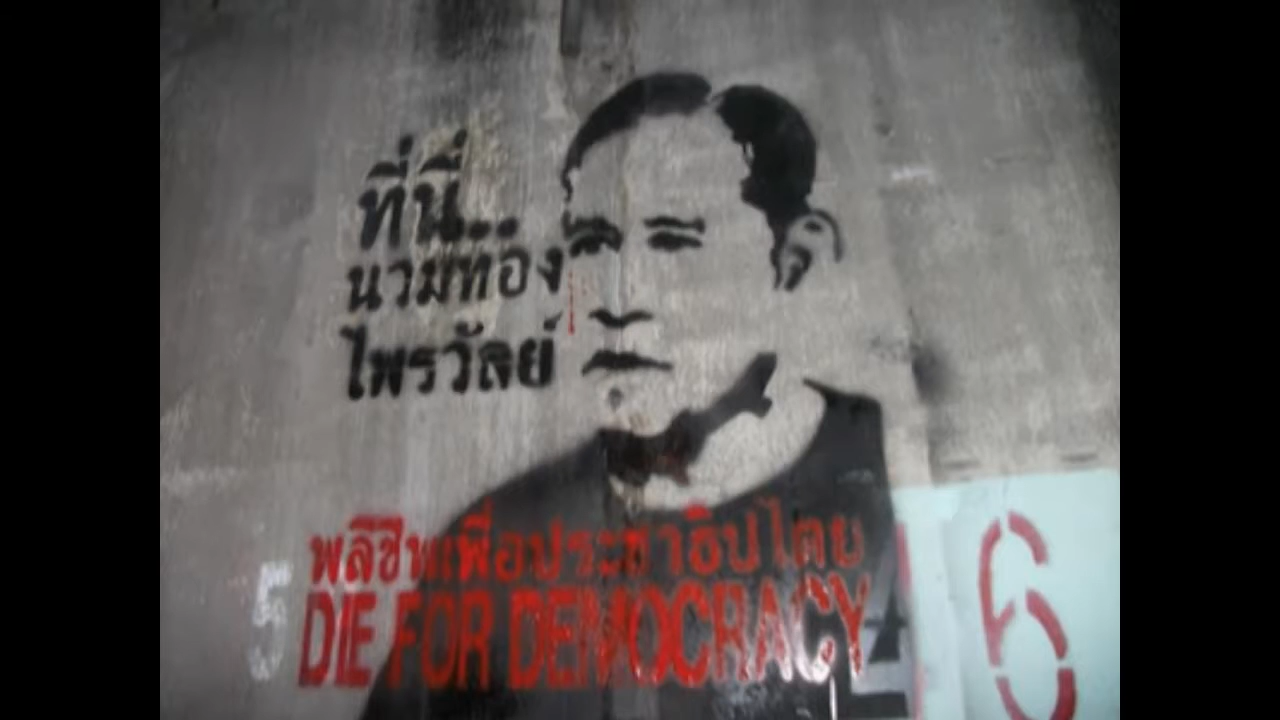 ที่นี่..
นวมทอง
ไพรวัลย์
พลีชีพเพื่อประชาธิปไตย
5 DIE FOR DEMOCRACY 6